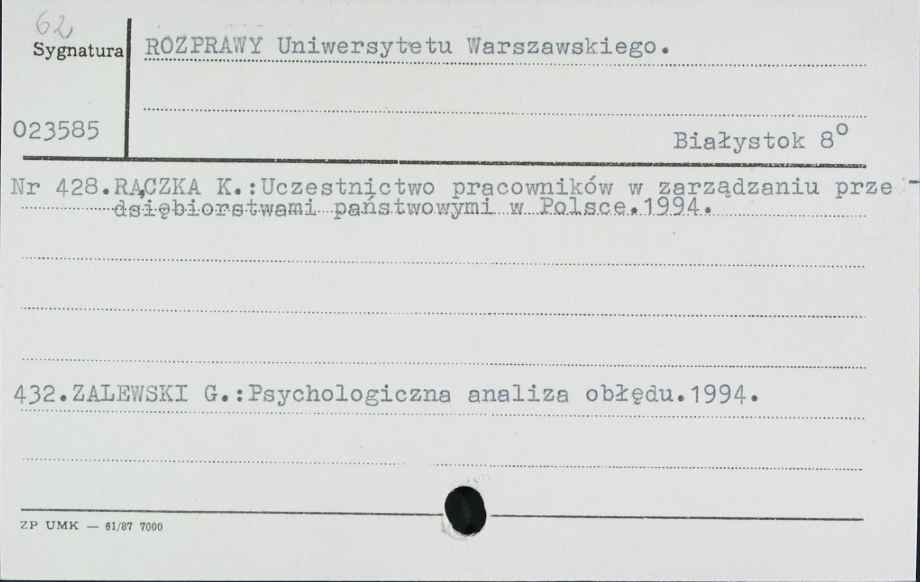 62
Sygnatura
ROZPRAWY Uniwersytetu Warszawskiego.
023585
Białystok 8°
Nr 428.RĄCZKA K.:Uczestnictwo pracowników w zarządzaniu prze-
dsiębiorstwami państwowymi w Polsce.1994.
432.ZALEWSKI G.:Psychologiczna analiza obłędu.1994.
ZP UMK — 61/87 7000